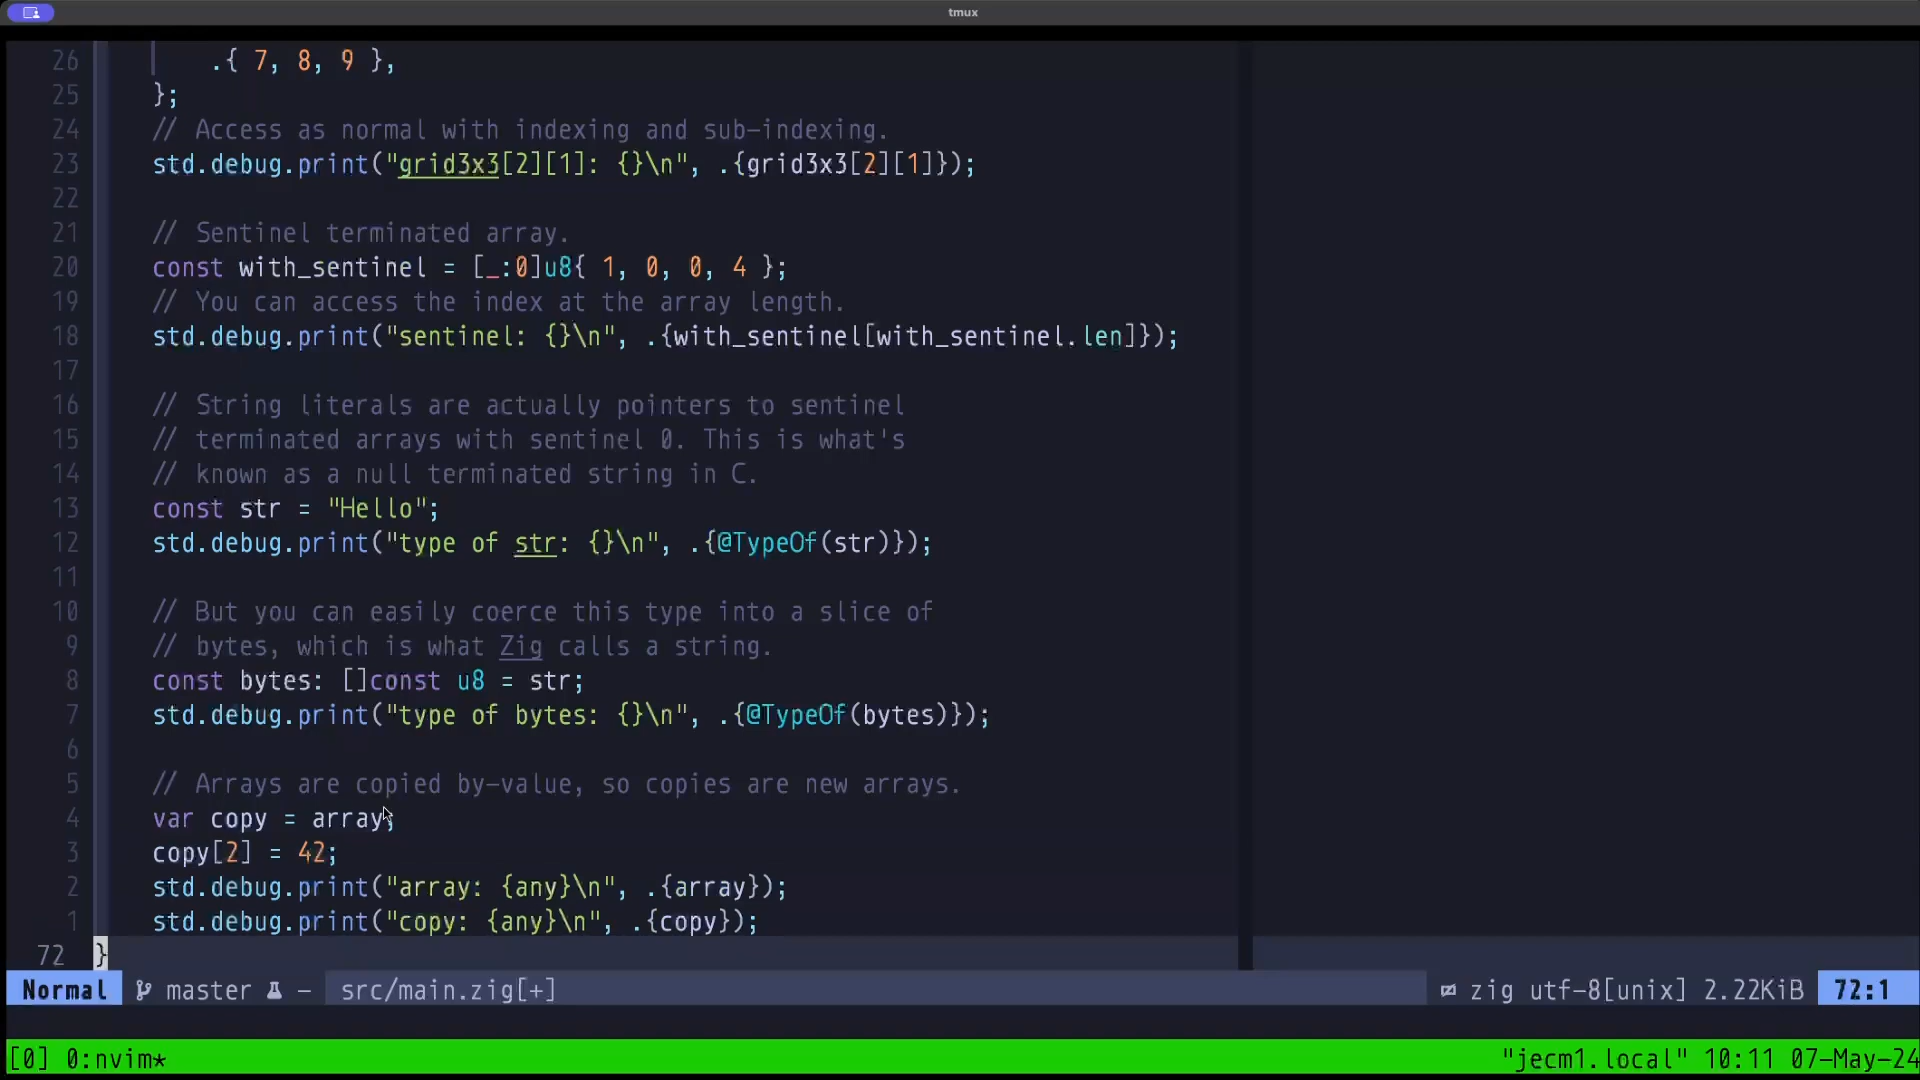 tmux
26 .{ 7, 8, 9 },
25 };
24 // Access as normal with indexing and sub-indexing.
23 std.debug.print("grid3x3[2][1]: {}\n", .{grid3x3[2][1]});
22
21 // Sentinel terminated array.
20 const with_sentinel = [_:0]u8{ 1, 0, 0, 4 };
19 // You can access the index at the array length.
18 std.debug.print("sentinel: {}\n", .{with_sentinel[with_sentinel.len]});
17
16 // String literals are actually pointers to sentinel
15 // terminated arrays with sentinel 0. This is what's
14 // known as a null terminated string in C.
13 const str = "Hello";
12 std.debug.print("type of str: {}\n", .{@TypeOf(str)});
11
10 // But you can easily coerce this type into a slice of
9 // bytes, which is what Zig calls a string.
8 const bytes: []const u8 = str;
7 std.debug.print("type of bytes: {}\n", .{@TypeOf(bytes)});
6
5 // Arrays are copied by-value, so copies are new arrays.
4 var copy = array;
3 copy[2] = 42;
2 std.debug.print("array: {any}\n", .{array});
1 std.debug.print("copy: {any}\n", .{copy});
72 }
Normal master – src/main.zig[+] zig utf-8[unix] 2.22KiB 72:1
[0] 0:nvim* "jecm1.local" 10:11 07-May-24